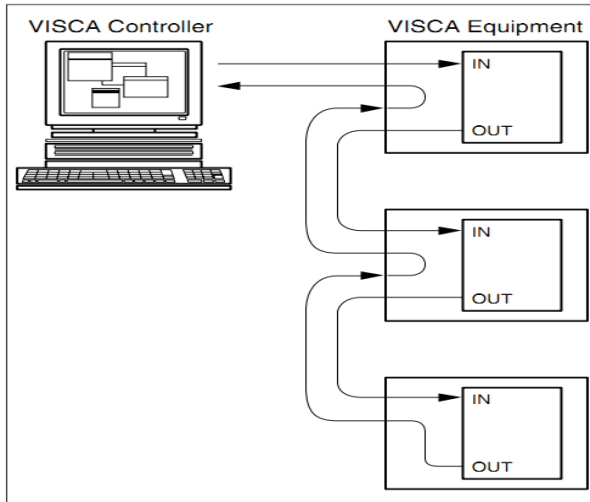 VISCA Controller
VISCA Equipment
IN
OUT
IN
OUT
IN
OUT